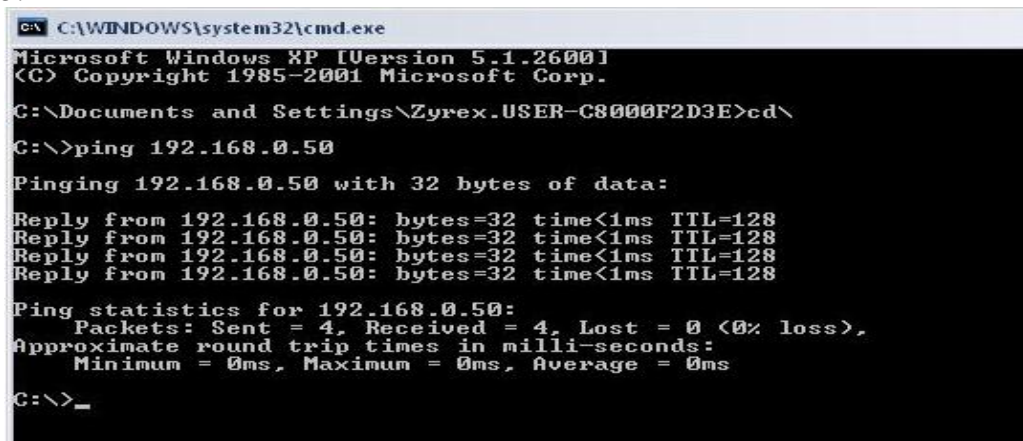 C:\WINDOWS\system32\cmd.exe
Microsoft Windows XP [Version 5.1.2600]
(C) Copyright 1985-2001 Microsoft Corp.
C:\Documents and Settings\Zyrex.USER-C8000F2D3E>cd\
C:\>ping 192.168.0.50
Pinging 192.168.0.50 with 32 bytes of data:
Reply from 192.168.0.50: bytes=32 time<1ms TTL=128
Reply from 192.168.0.50: bytes=32 time<1ms TTL=128
Reply from 192.168.0.50: bytes=32 time<1ms TTL=128
Reply from 192.168.0.50: bytes=32 time<1ms TTL=128
Ping statistics for 192.168.0.50:
Packets: Sent = 4, Received = 4, Lost = 0 (0% loss),
Approximate round trip times in milli-seconds:
Minimum = 0ms, Maximum = 0ms, Average = 0ms
C:\>_